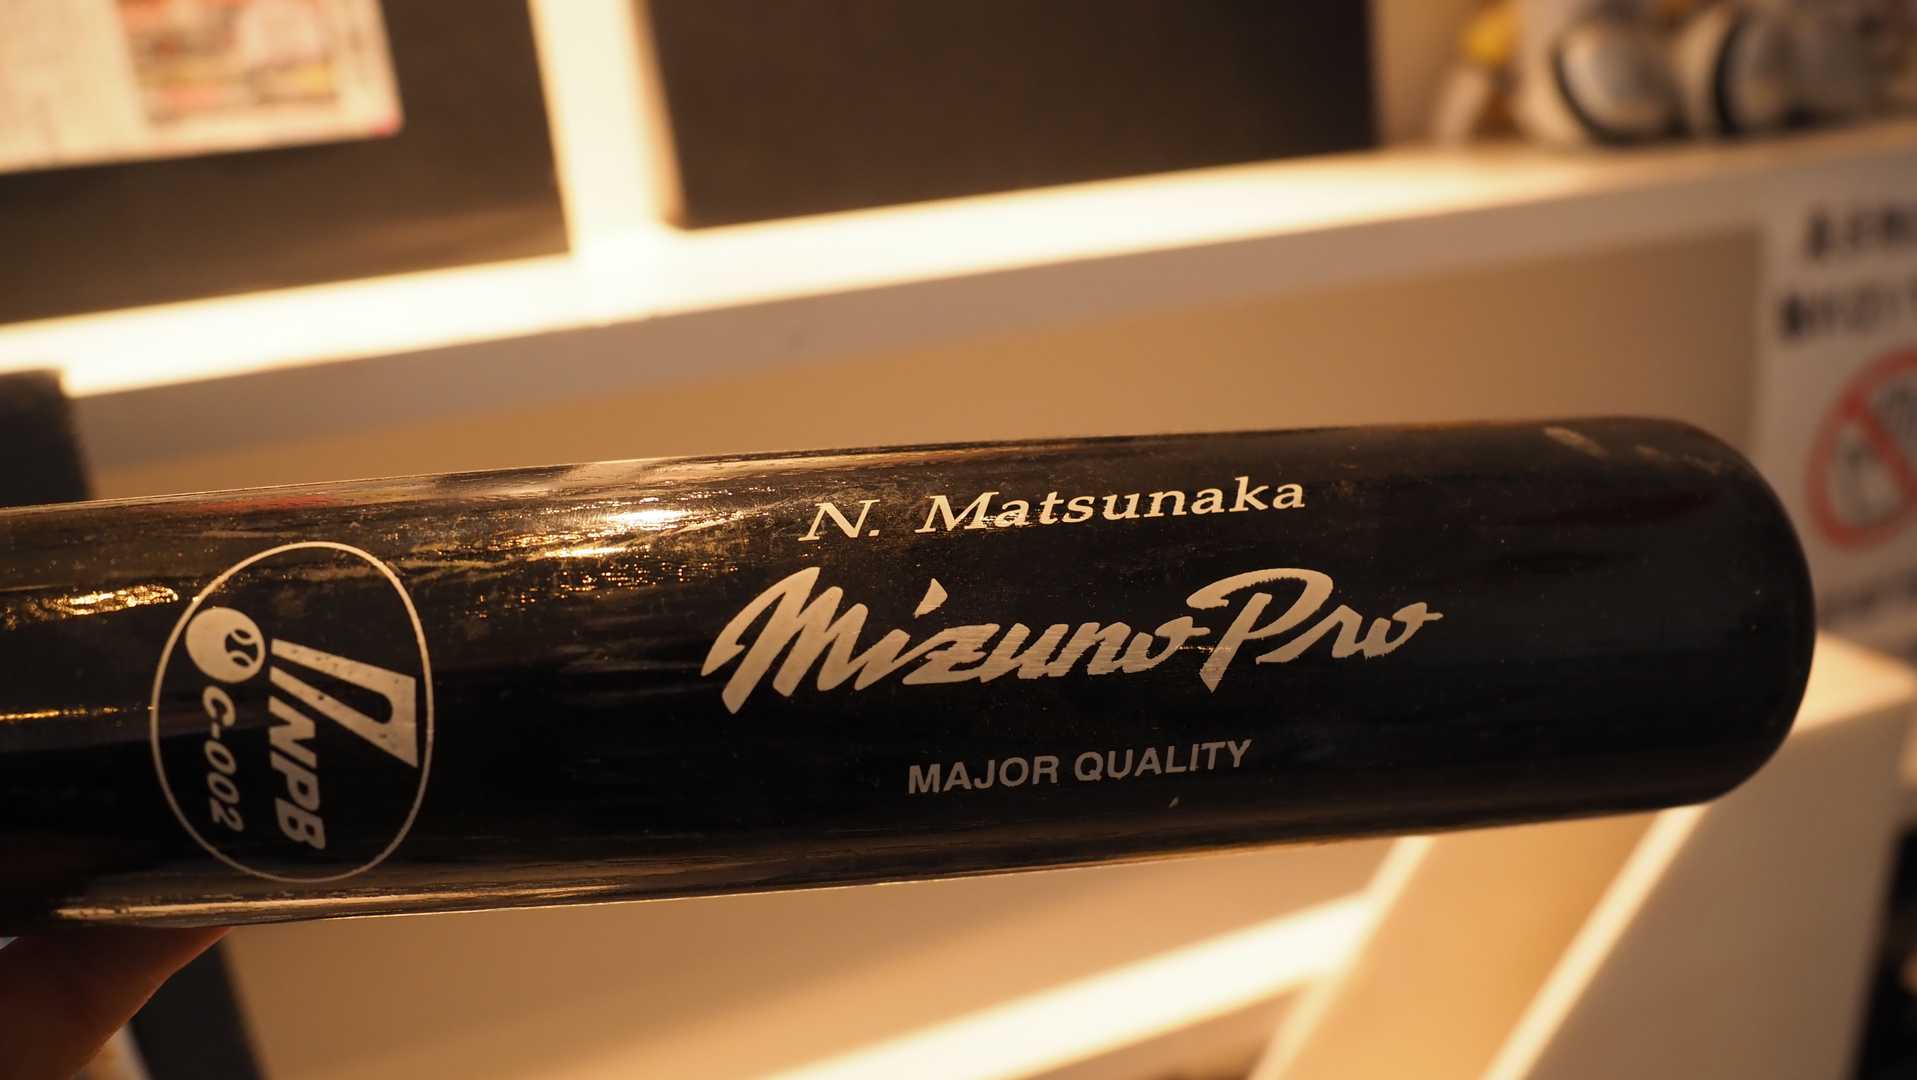 N. Matsunaka
Mizuno Pro
MAJOR QUALITY
NPB
C-002